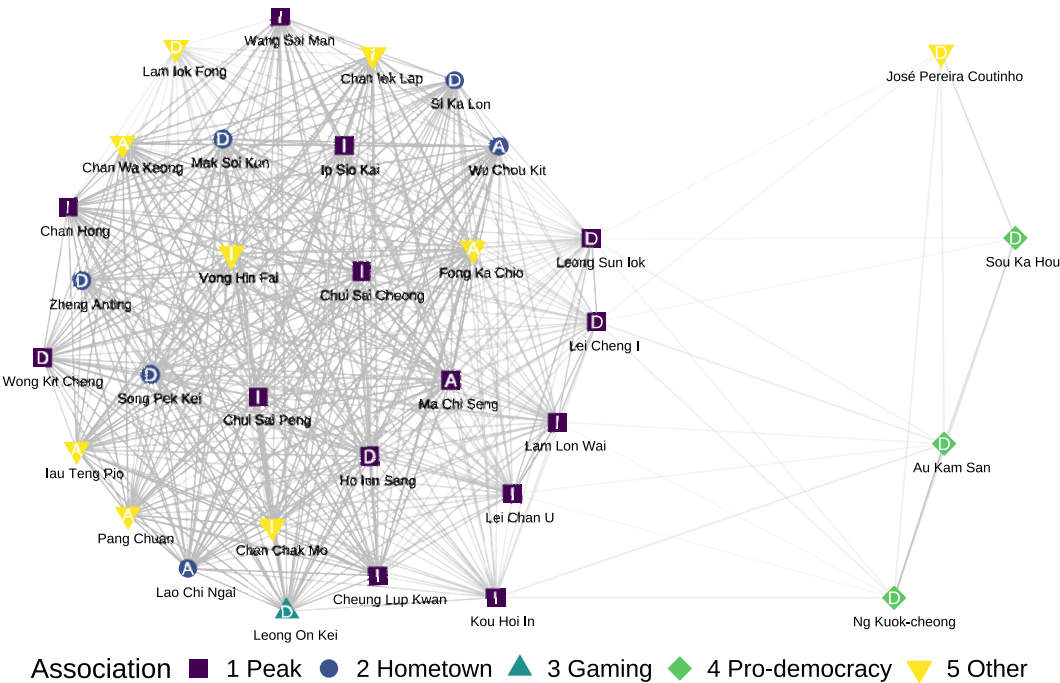 I
Wang Sai Man
D
Lam Iok Fong
I
Chan Iek Lap
José Pereira Coutinho
D
D
Si Ka Lon
A
Chan Wa Keong
D
Mak Soi Kun
I
Ip Sio Kai
A
Wu Chou Kit
I
Chan Hong
I
Vong Hin Fai
I
Chui Sai Cheong
A
Fong Ka Chio
D
Leong Sun Iok
D
Sou Ka Hou
D
Zheng Anting
D
Lei Cheng I
D
Wong Kit Cheng
D
Song Pek Kei
I
Chui Sai Peng
A
Ma Chi Seng
I
Lam Lon Wai
D
Au Kam San
A
Iau Teng Pio
D
Ho Ion Sang
I
Lei Chan U
A
Pang Chuan
I
Chan Chak Mo
A
Lao Chi Ngai
D
Leong On Kei
I
Cheung Lup Kwan
I
Kou Hoi In
D
Ng Kuok-cheong
Association 1 Peak 2 Hometown 3 Gaming 4 Pro-democracy 5 Other